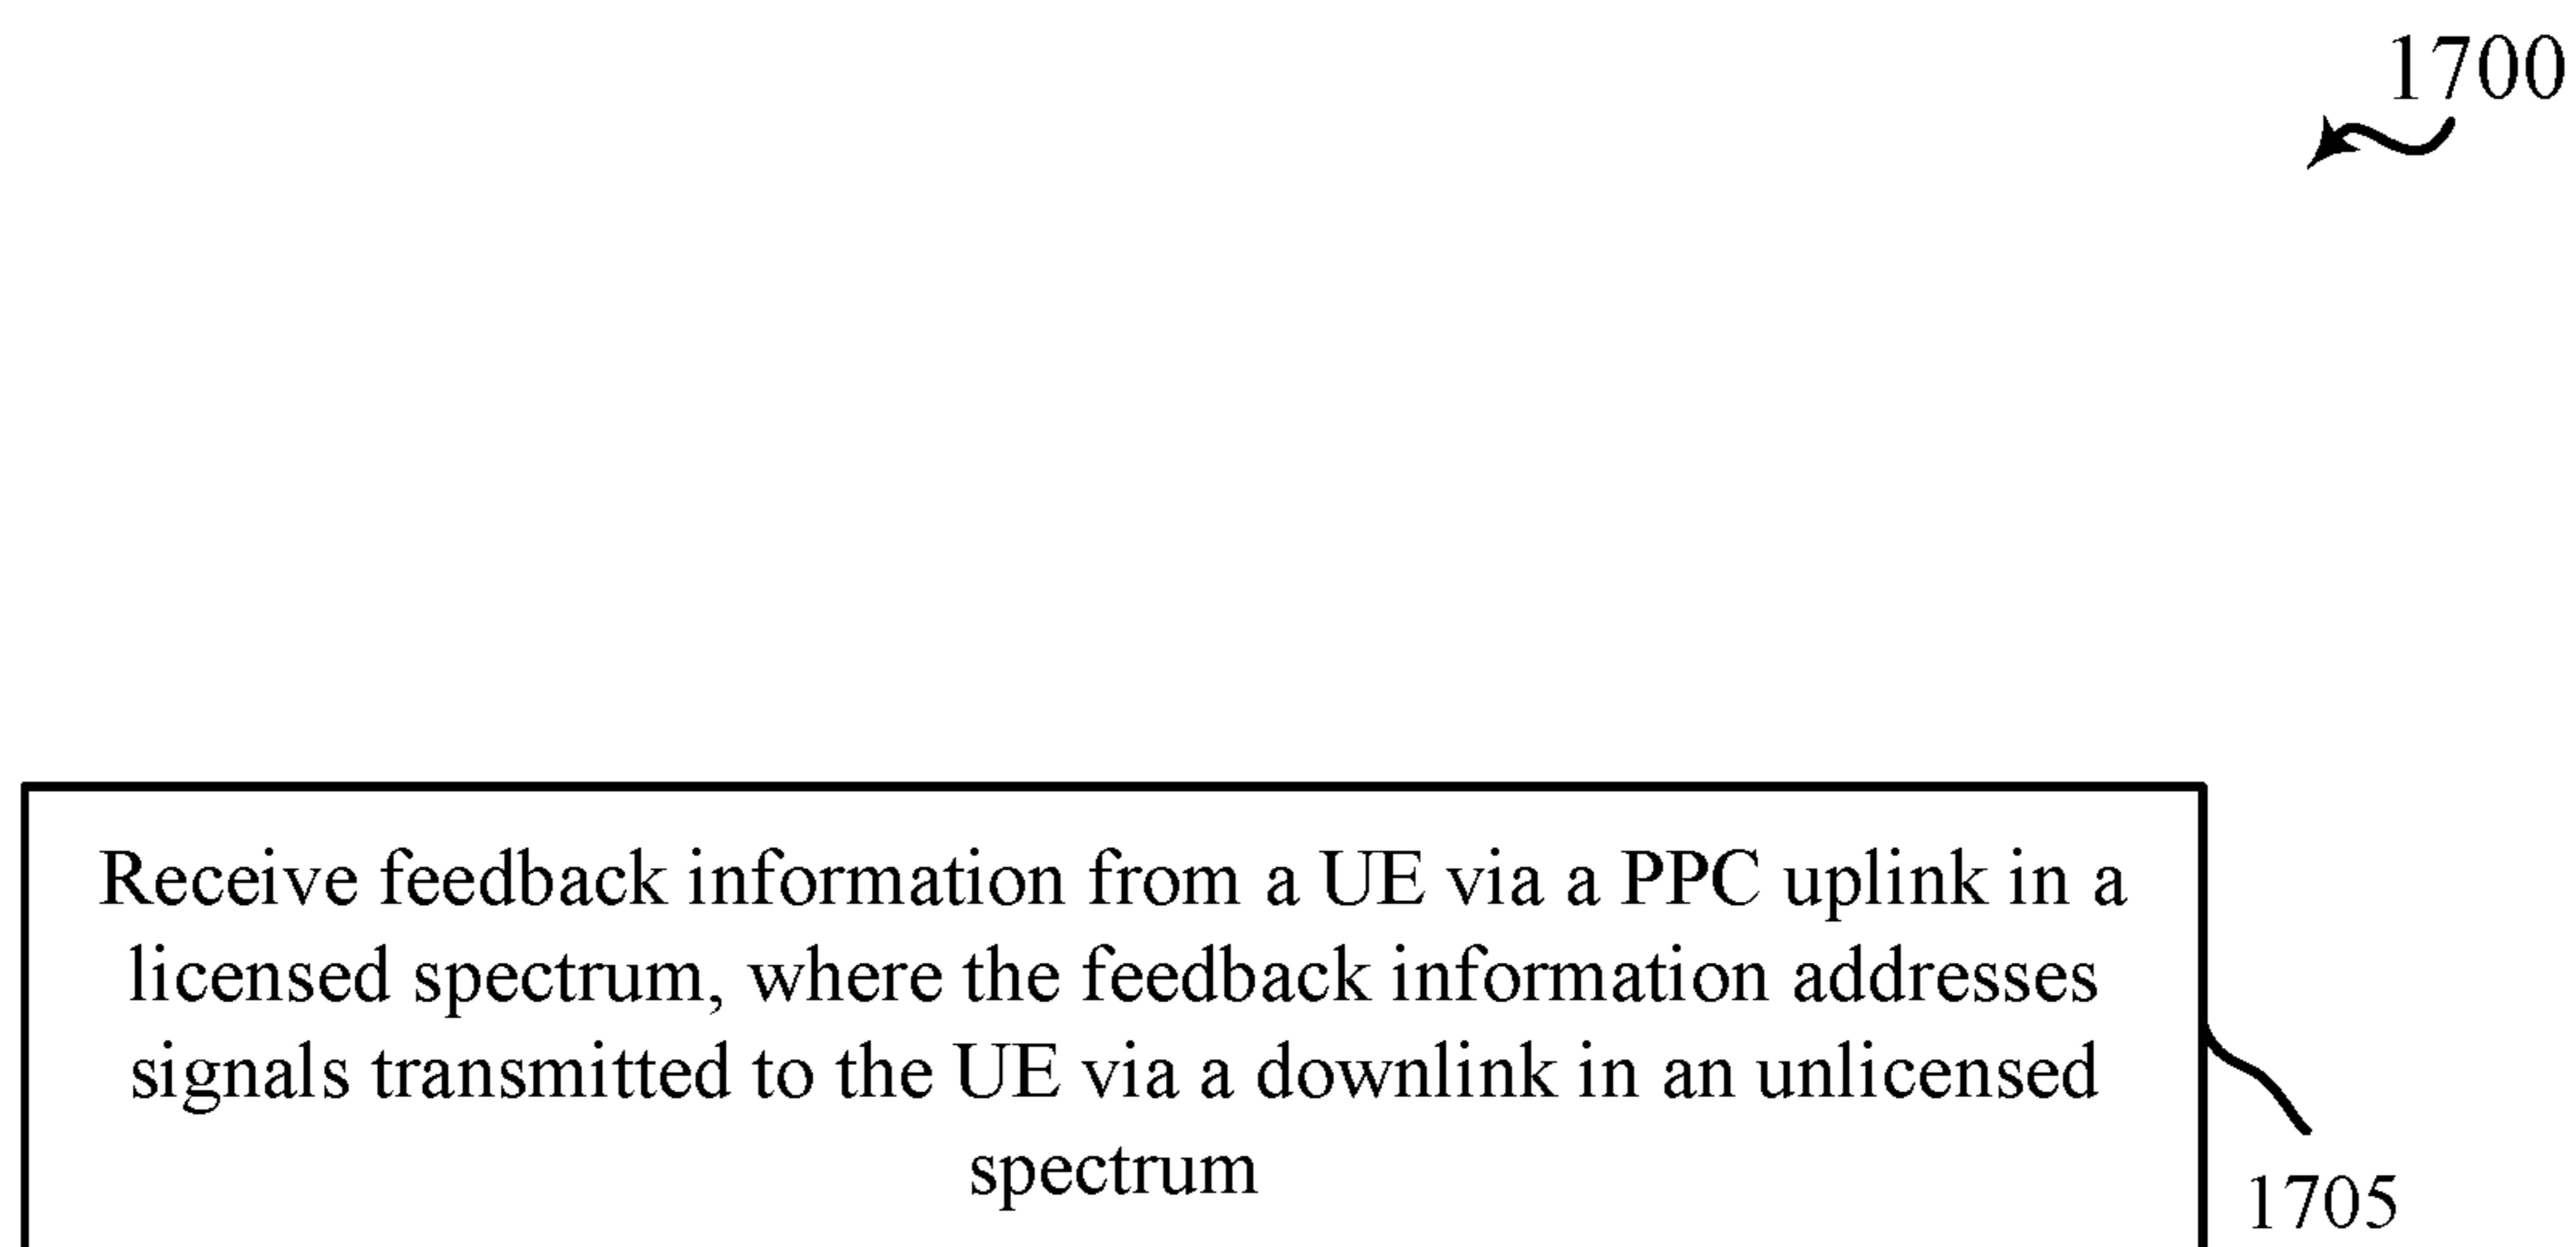 1700
Receive feedback information from a UE via a PPC uplink in a
licensed spectrum, where the feedback information addresses
signals transmitted to the UE via a downlink in an unlicensed
spectrum
1705